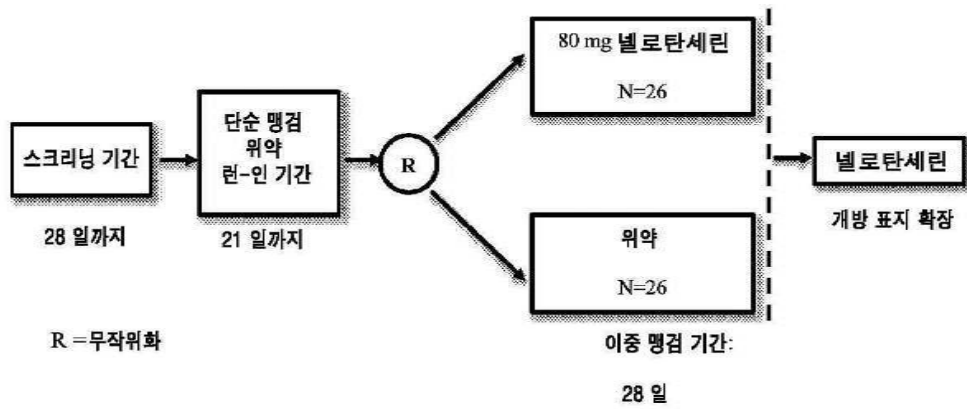 스크리닝 기간
28 일까지
단순 맹검
위약
런-인 기간
21 일까지
R
80 mg 넬로탄세린
N=26
위약
N=26
이중 맹검 기간:
28 일
넬로탄세린
개방 표지 확장
R =무작위화